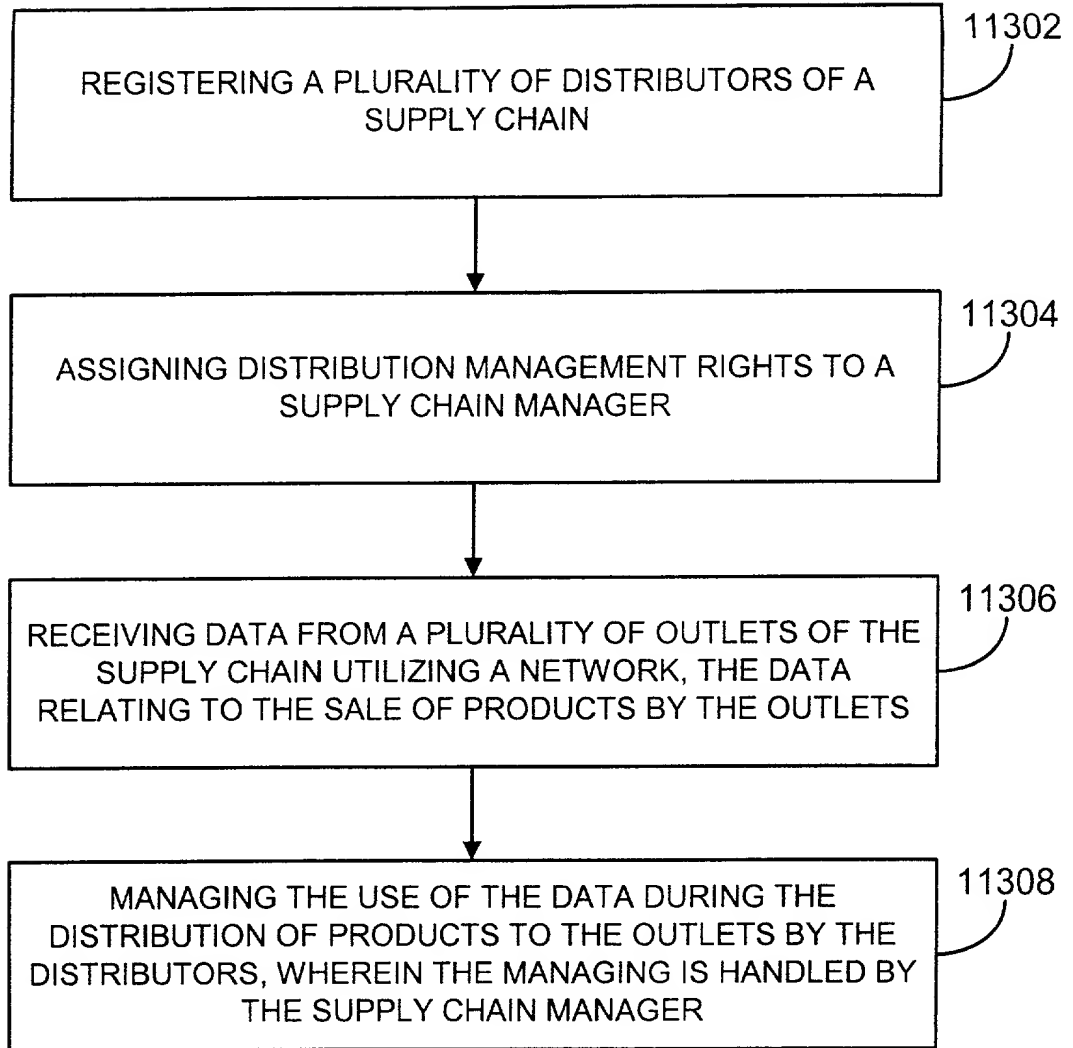 11302
REGISTERING A PLURALITY OF DISTRIBUTORS OF A
SUPPLY CHAIN
11304
ASSIGNING DISTRIBUTION MANAGEMENT RIGHTS TO A
SUPPLY CHAIN MANAGER
11306
RECEIVING DATA FROM A PLURALITY OF OUTLETS OF THE
SUPPLY CHAIN UTILIZING A NETWORK, THE DATA
RELATING TO THE SALE OF PRODUCTS BY THE OUTLETS
11308
MANAGING THE USE OF THE DATA DURING THE
DISTRIBUTION OF PRODUCTS TO THE OUTLETS BY THE
DISTRIBUTORS, WHEREIN THE MANAGING IS HANDLED BY
THE SUPPLY CHAIN MANAGER